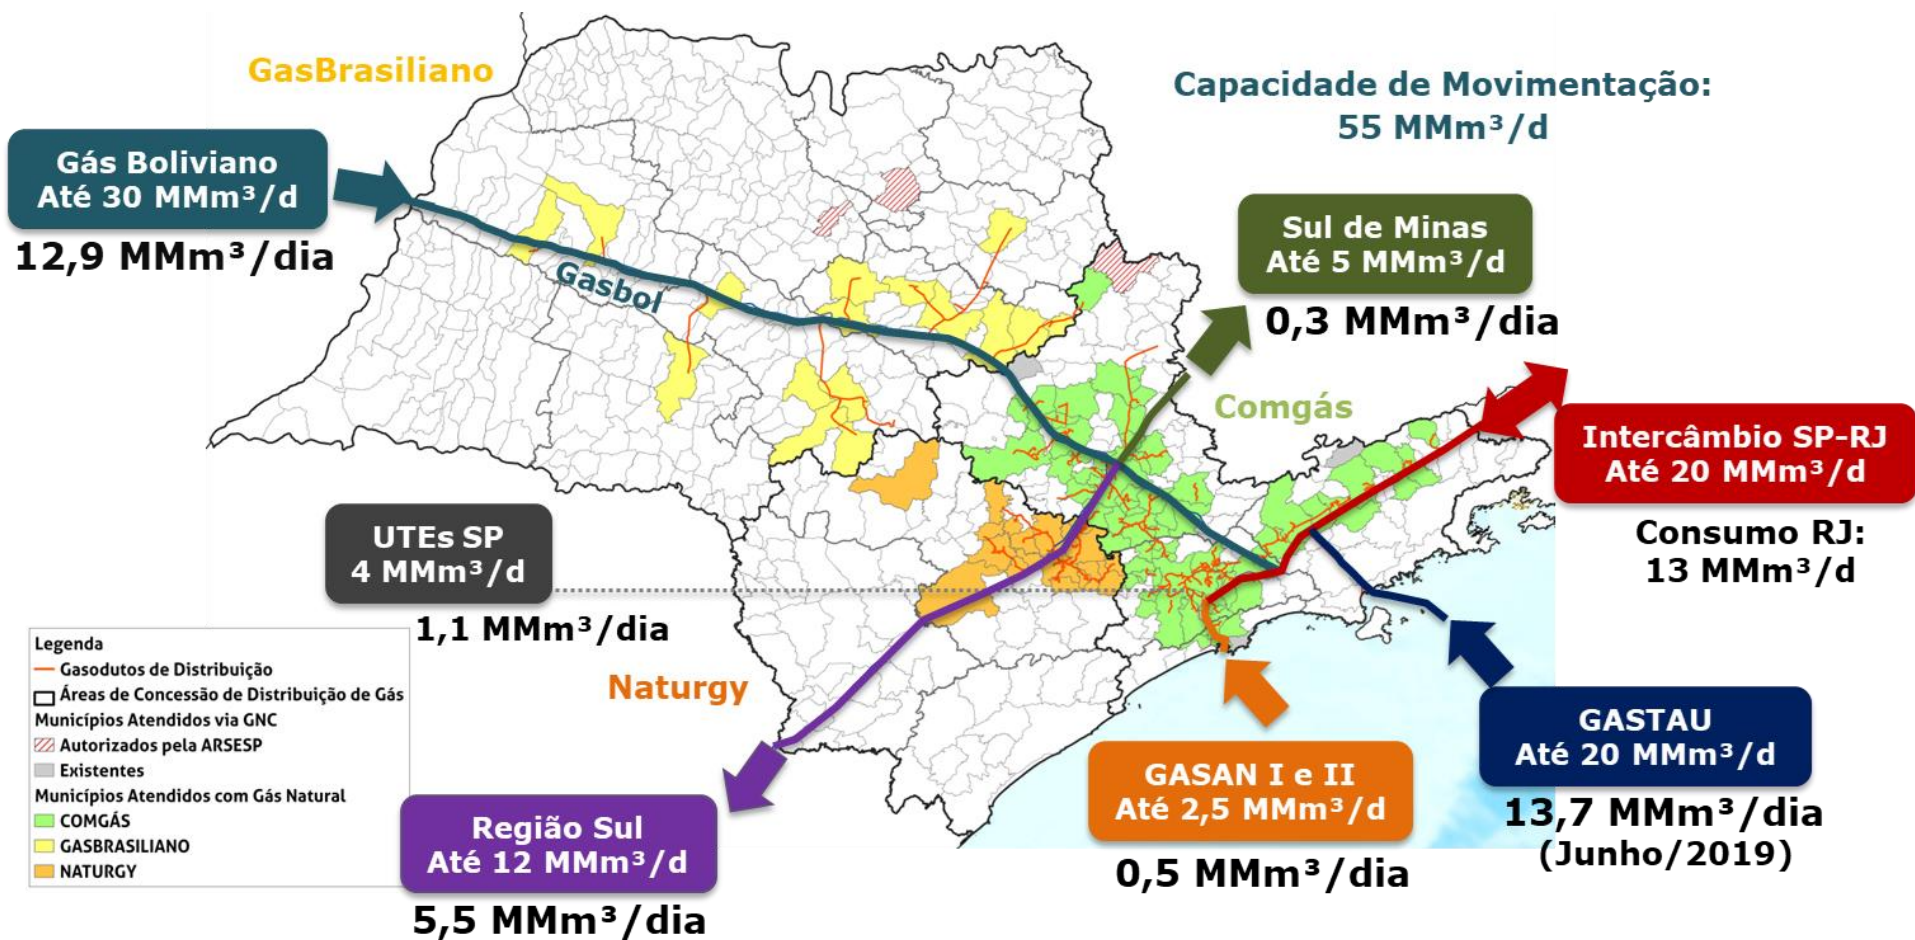 GasBrasiliano
Capacidade de Movimentação:
55 MMm³/d
Gás Boliviano
Até 30 MMm³/d
12,9 MMm³/dia
Gasbol
Sul de Minas
Até 5 MMm³/d
0,3 MMm³/dia
Comgás
Intercâmbio SP-RJ
Até 20 MMm³/d
Consumo RJ:
13 MMm³/d
UTEs SP
4 MMm³/d
1,1 MMm³/dia
Naturgy
Legenda
Gasodutos de Distribuição
Áreas de Concessão de Distribuição de Gás
Municípios Atendidos via GNC
Autorizados pela ARSESP
Existentes
Municípios Atendidos com Gás Natural
COMGÁS
GASBRASILIANO
NATURGY
Região Sul
Até 12 MMm³/d
5,5 MMm³/dia
GASAN I e II
Até 2,5 MMm³/d
0,5 MMm³/dia
GASTAU
Até 20 MMm³/d
13,7 MMm³/dia
(Junho/2019)